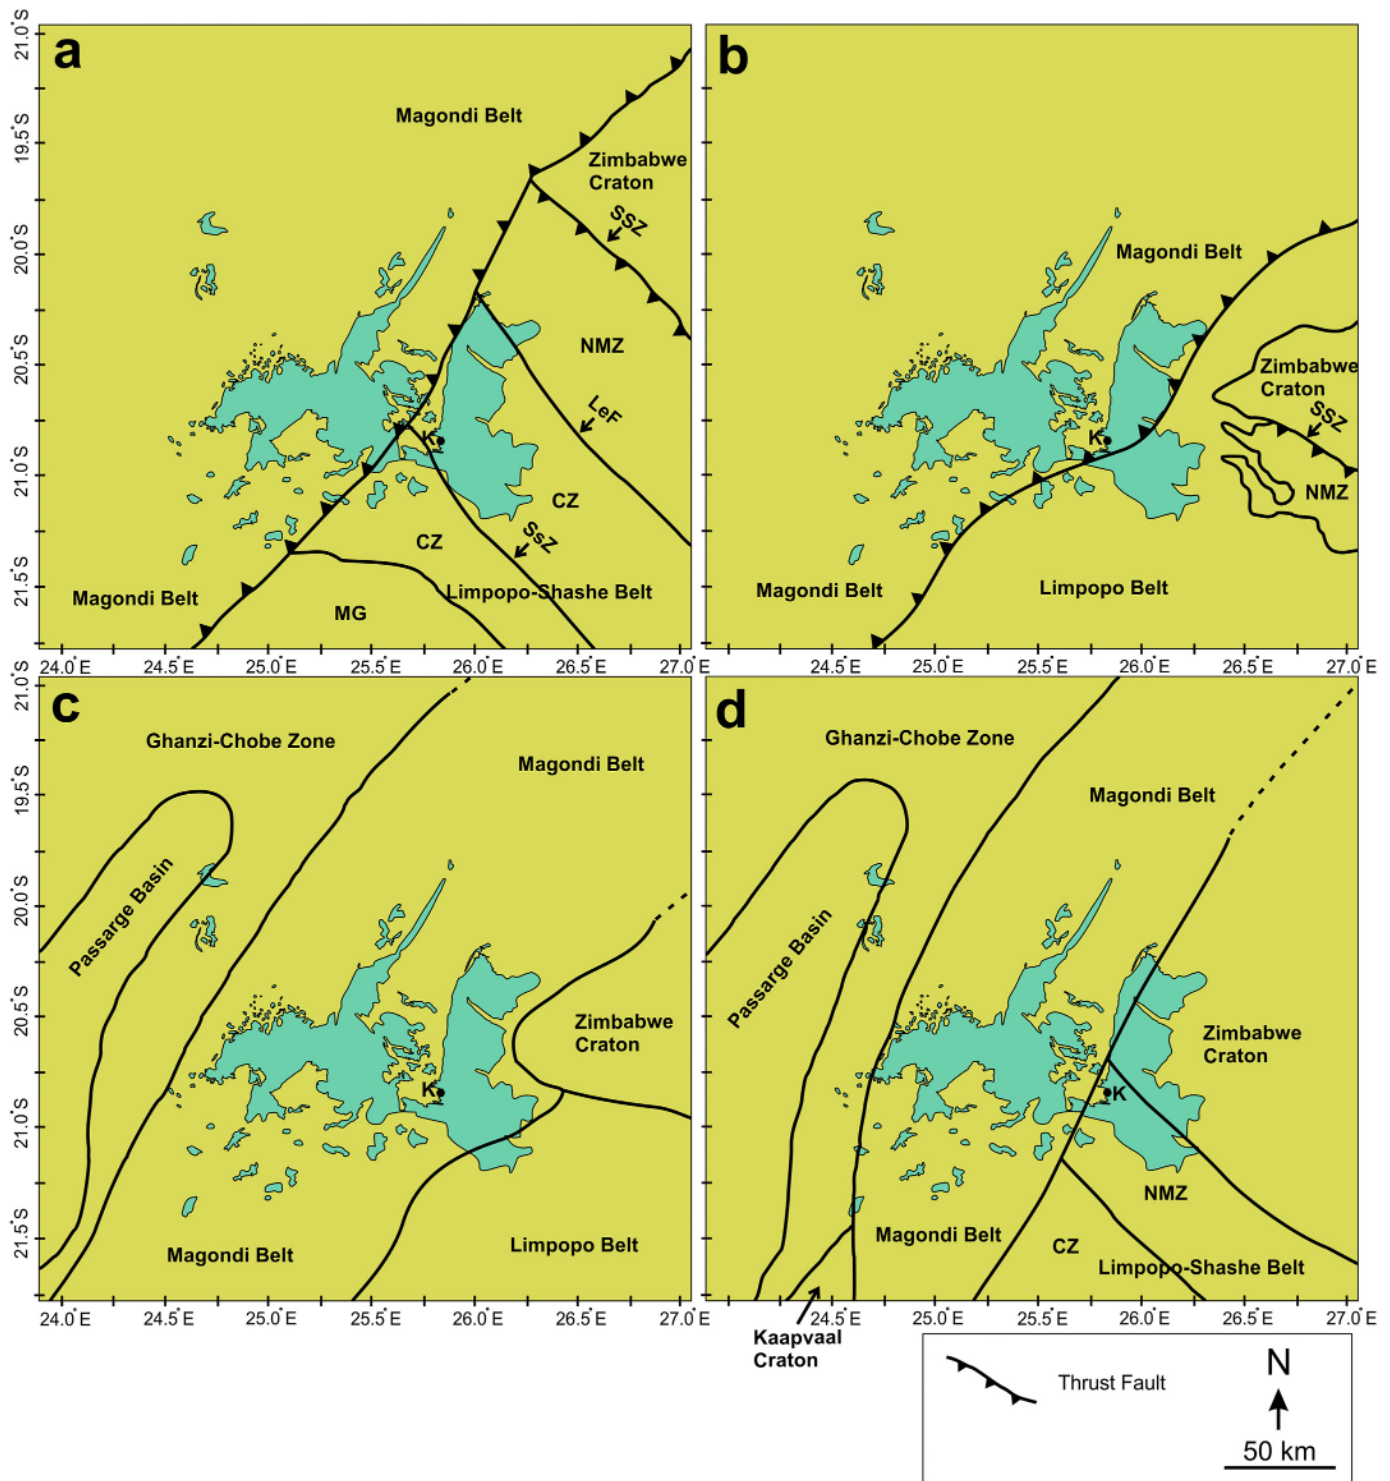 a
b
21.0°S
19.5°S
20.0°S
20.5°S
21.0°S
21.5°S
Magondi Belt
Zimbabwe
Craton
SSZ
NMZ
LeF
K
CZ
CZ
SsZ
Limpopo-Shashe Belt
Magondi Belt
MG
24.0°E
24.5°E
25.0°E
25.5°E
26.0°E
26.5°E
27.0°E
Magondi Belt
Zimbabwe
Craton
SSZ
K
NMZ
Magondi Belt
Limpopo Belt
24.5°E
25.0°E
25.5°E
26.0°E
26.5°E
27.0°E
c
21.0°S
19.5°S
20.0°S
20.5°S
21.0°S
21.5°S
Ghanzi-Chobe Zone
Magondi Belt
Passarge Basin
Zimbabwe
Craton
K
Magondi Belt
Limpopo Belt
24.0°E
24.5°E
25.0°E
25.5°E
26.0°E
26.5°E
27.0°E
d
Ghanzi-Chobe Zone
Magondi Belt
Passarge Basin
Zimbabwe
Craton
K
NMZ
Magondi Belt
CZ
Limpopo-Shashe Belt
24.5°E
25.0°E
25.5°E
26.0°E
26.5°E
27.0°E
Kaapvaal
Craton
Thrust Fault
N
50 km